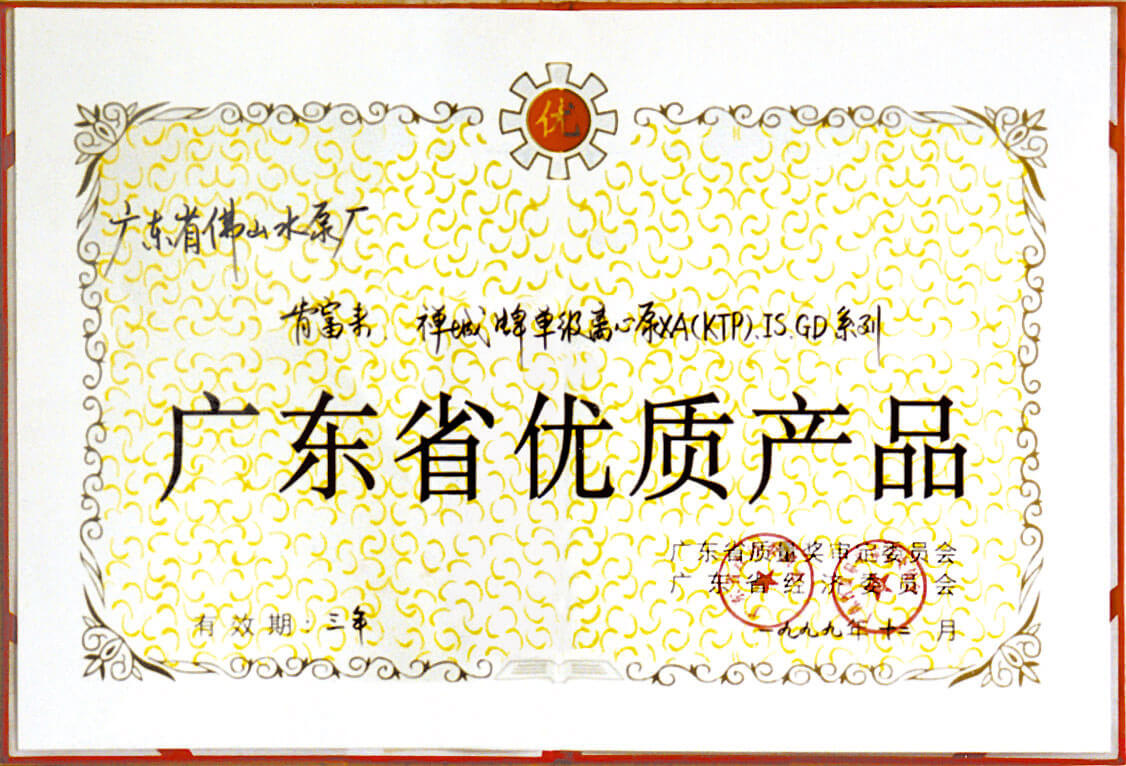 优
广东省佛山水泵厂
肯富来、禅城牌单级离心泵XA(KTP).IS.GD系列
广东省优质产品
广东省质量奖审定委员会
广东省经济委员会
有效期：三年
一九九九年十二月